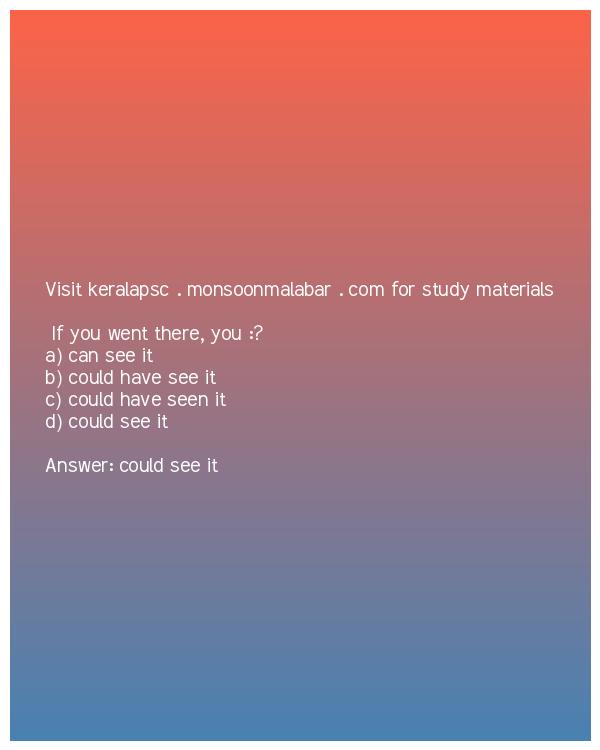 Visit keralapsc . monsoonmalabar . com for study materials
If you went there, you :?
a) can see it
b) could have see it
c) could have seen it
d) could see it
Answer: could see it